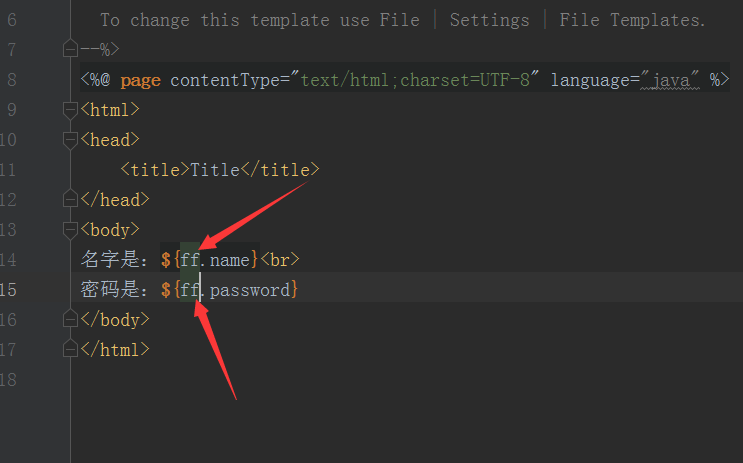 6 To change this template use File | Settings | File Templates.
7 --%>
8 <%@ page contentType="text/html;charset=UTF-8" language="java" %>
9 <html>
10 <head>
11 <title>Title</title>
12 </head>
13 <body>
14 名字是：${ff.name}<br>
15 密码是：${ff.password}
16 </body>
17 </html>
18